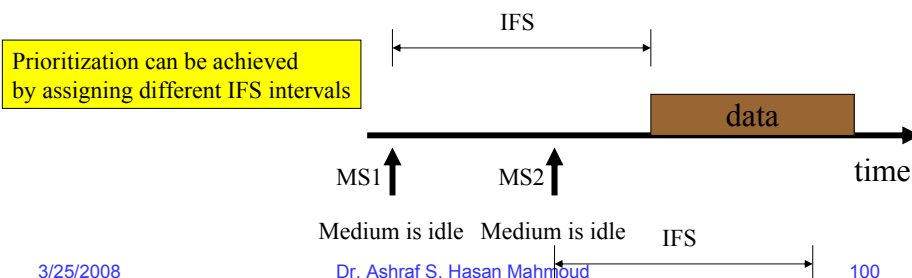 IFS
Prioritization can be achieved
by assigning different IFS intervals
data
time
MS1 MS2
Medium is idle Medium is idle
IFS
3/25/2008 Dr. Ashraf S. Hasan Mahmoud 100